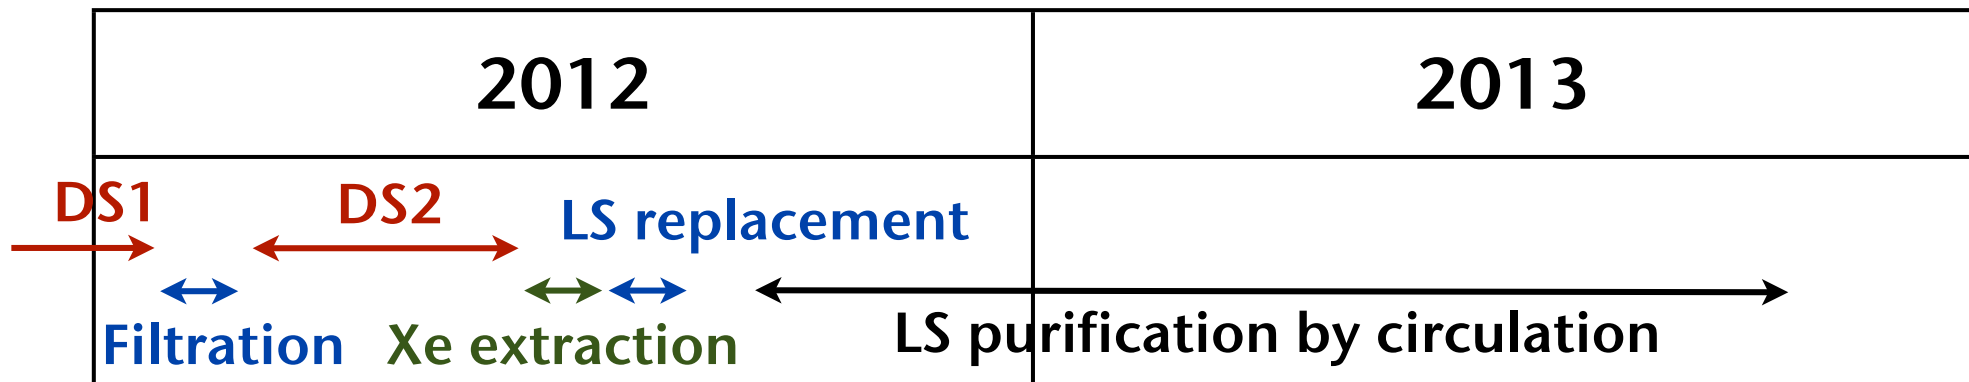 2012
2013
DS1
DS2
LS replacement
Filtration
Xe extraction
LS purification by circulation